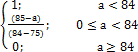 1; a < 84
(85-a)/(84-75); 0 ≤ a < 84
0; a ≥ 84